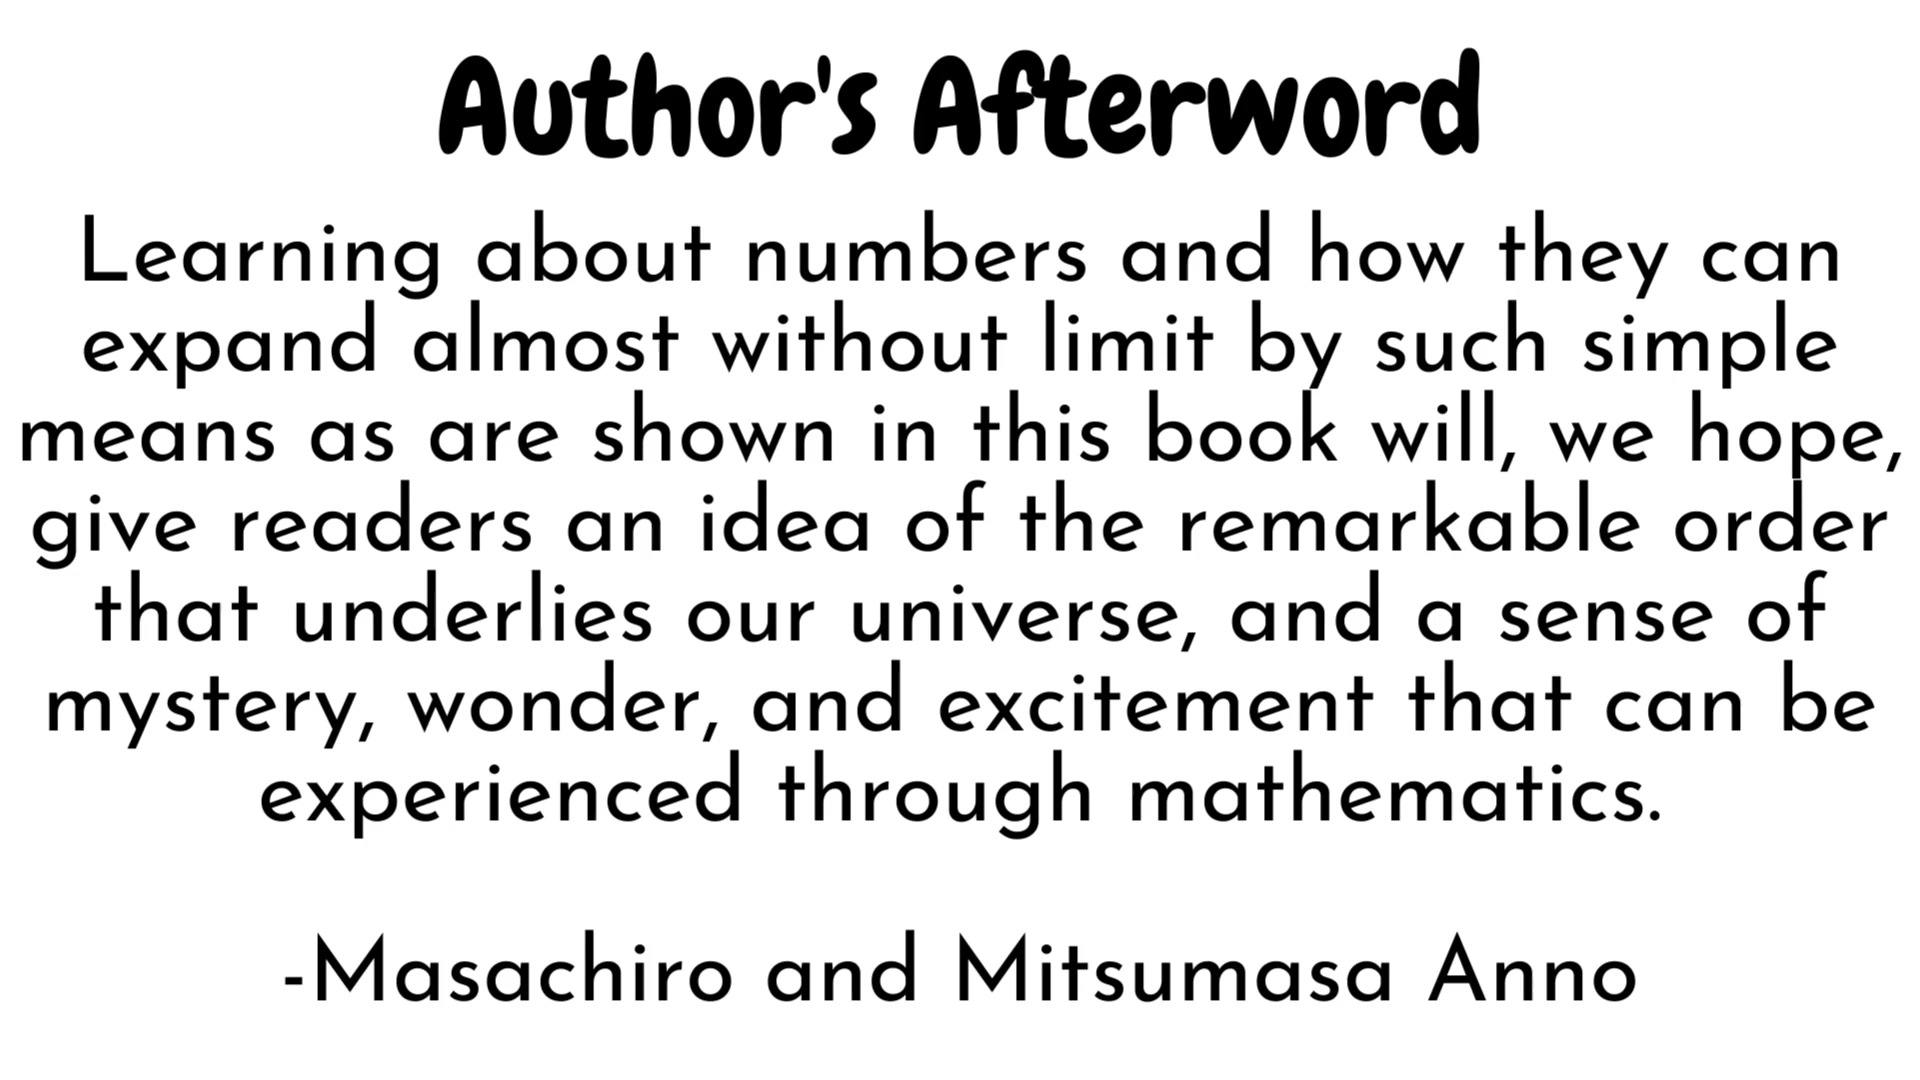 Author's Afterword
Learning about numbers and how they can
expand almost without limit by such simple
means as are shown in this book will, we hope,
give readers an idea of the remarkable order
that underlies our universe, and a sense of
mystery, wonder, and excitement that can be
experienced through mathematics.
-Masachiro and Mitsumasa Anno